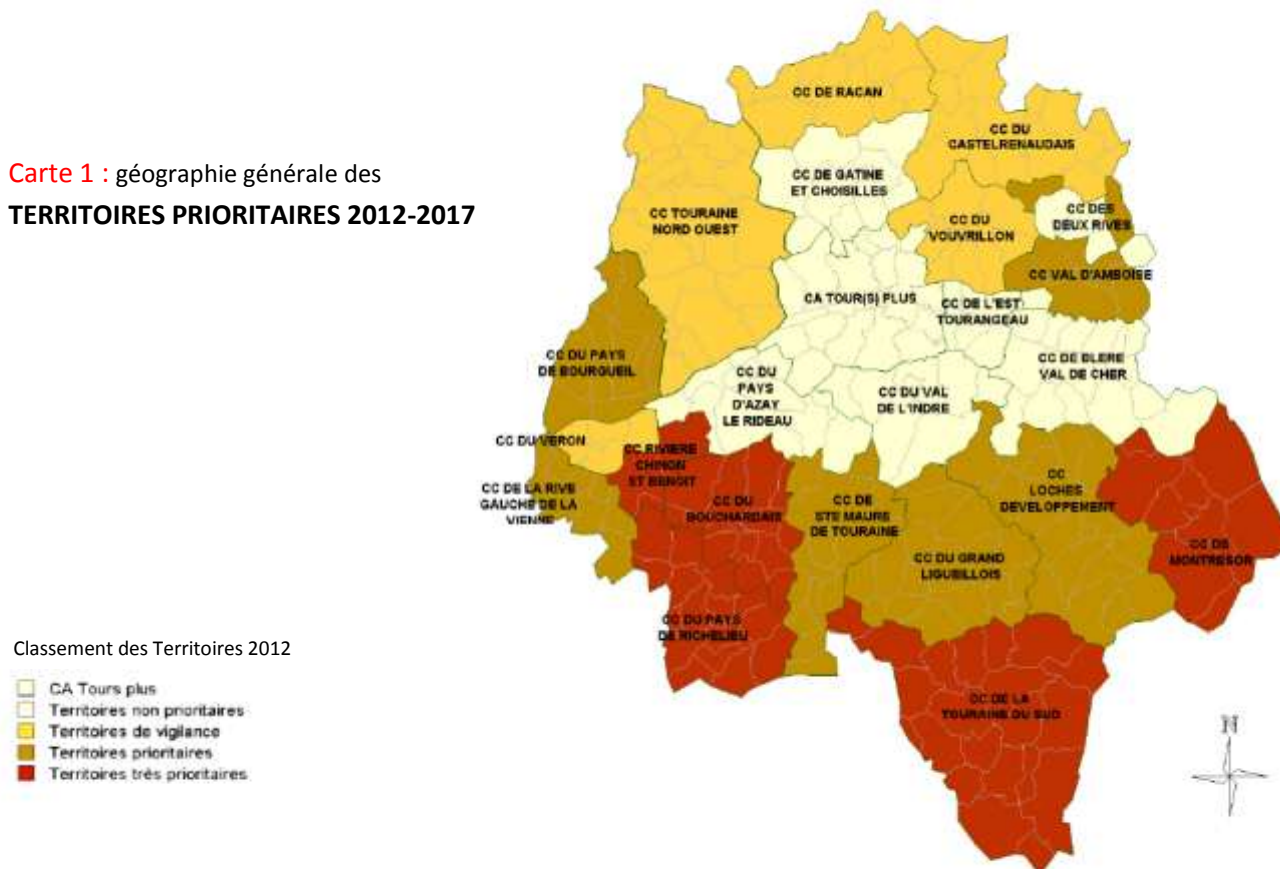 Carte 1 : géographie générale des
TERRITOIRES PRIORITAIRES 2012-2017
CC DE RACAN
CC DU
CASTELRENAUDAIS
CC DE GATINE
ET CHOISILLES
CC TOURAINE
NORD OUEST
CC DES
DEUX RIVES
CC DU
VOUVRILLON
CC VAL D'AMBOISE
CA TOUR(S) PLUS
CC DE L'EST
TOURANGEAU
CC DU PAYS
DE BOURGUEIL
CC DU
PAYS
D'AZAY
LE RIDEAU
CC DE BLERE
VAL DE CHER
CC DU VAL
DE L'INDRE
CC DU VERON
CC RIVIERE
CHINON
ST BENOIT
CC DE LA RIVE
GAUCHE DE LA
VIENNE
CC DU
BOUCHARDAIS
CC DE
STE MAURE
DE TOURAINE
CC
LOCHES
DEVELOPPEMENT
CC DE
MONTRESOR
CC DU GRAND
LIGUEILLOIS
CC DU PAYS
DE RICHELIEU
CC DE LA
TOURAINE DU SUD
Classement des Territoires 2012
CA Tours plus
Territoires non prioritaires
Territoires de vigilance
Territoires prioritaires
Territoires très prioritaires
N